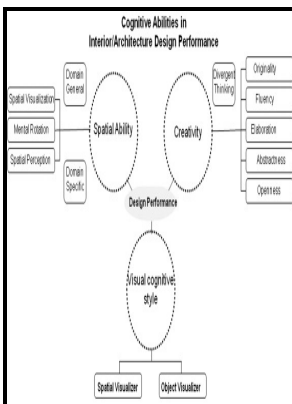 Cognitive Abilities in
Interior/Architecture Design Performance
Domain
General
Spatial Visualization
Mental Rotation
Spatial Perception
Domain
Specific
Spatial Ability
Divergent
Thinking
Creativity
Originality
Fluency
Elaboration
Abstractness
Openness
Design Performance
Visual cognitive
style
Spatial Visualizer
Object Visualizer